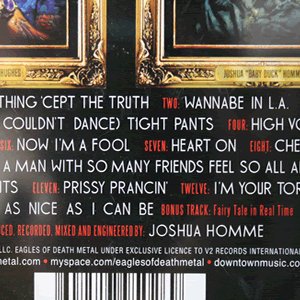 HUGHES
JOSHUA "BABY DUCK" HOMME
THING 'CEPT THE TRUTH TWO: WANNABE IN L.A.
COULDN'T DANCE) TIGHT PANTS FOUR: HIGH VO
SIX: NOW I'M A FOOL SEVEN: HEART ON EIGHT: CHE
A MAN WITH SO MANY FRIENDS FEEL SO ALL A
NTS ELEVEN: PRISSY PRANCIN' TWELVE: I'M YOUR TOR
AS NICE AS I CAN BE BONUS TRACK: Fairy Tale in Real Time
UCED, RECORDED, MIXED AND ENGINEERED BY: JOSHUA HOMME
LLC. EAGLES OF DEATH METAL UNDER EXCLUSIVE LICENCE TO V2 RECORDS INTERNATIONAL
metal.com • myspace.com/eaglesofdeathmetal • downtownmusic.com